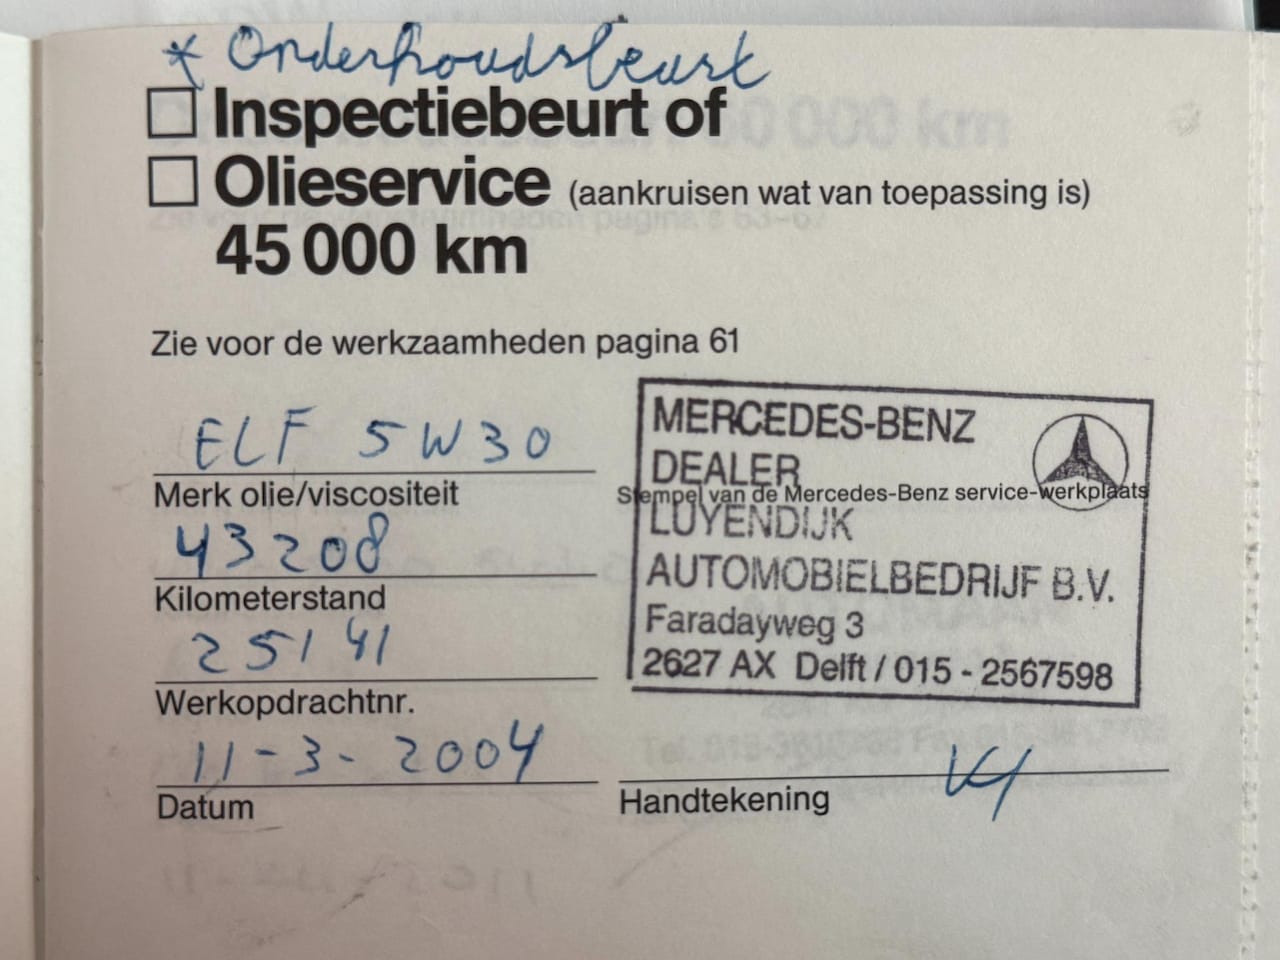 * Onderhoudsbeurt
Inspectiebeurt of
Olieservice (aankruisen wat van toepassing is)
45 000 km
Zie voor de werkzaamheden pagina 61
ELF 5W30
Merk olie/viscositeit
43208
Kilometerstand
25141
Werkopdrachtnr.
11-3-2004
Datum
MERCEDES-BENZ
DEALER
Stempel van de Mercedes-Benz service-werkplaats
LUYENDIJK
AUTOMOBIELBEDRIJF B.V.
Faradayweg 3
2627 AX Delft / 015 - 2567598
Handtekening